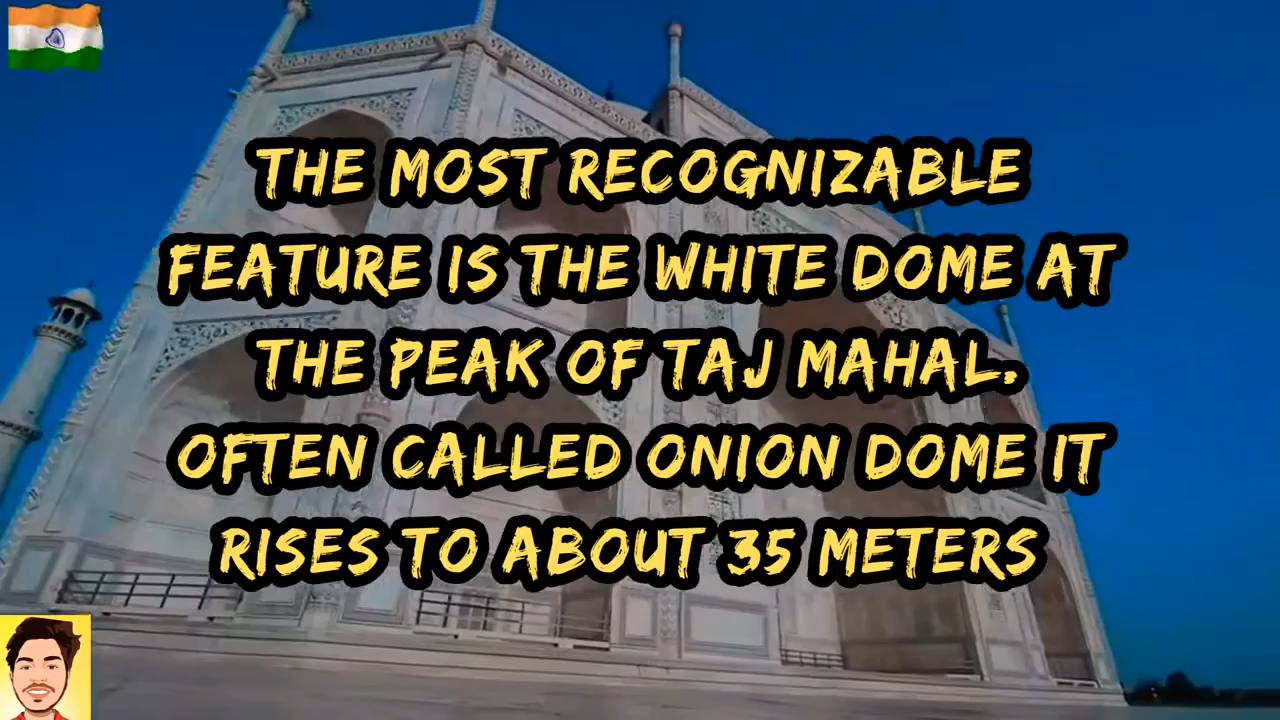 THE MOST RECOGNIZABLE
FEATURE IS THE WHITE DOME AT
THE PEAK OF TAJ MAHAL.
OFTEN CALLED ONION DOME IT
RISES TO ABOUT 35 METERS